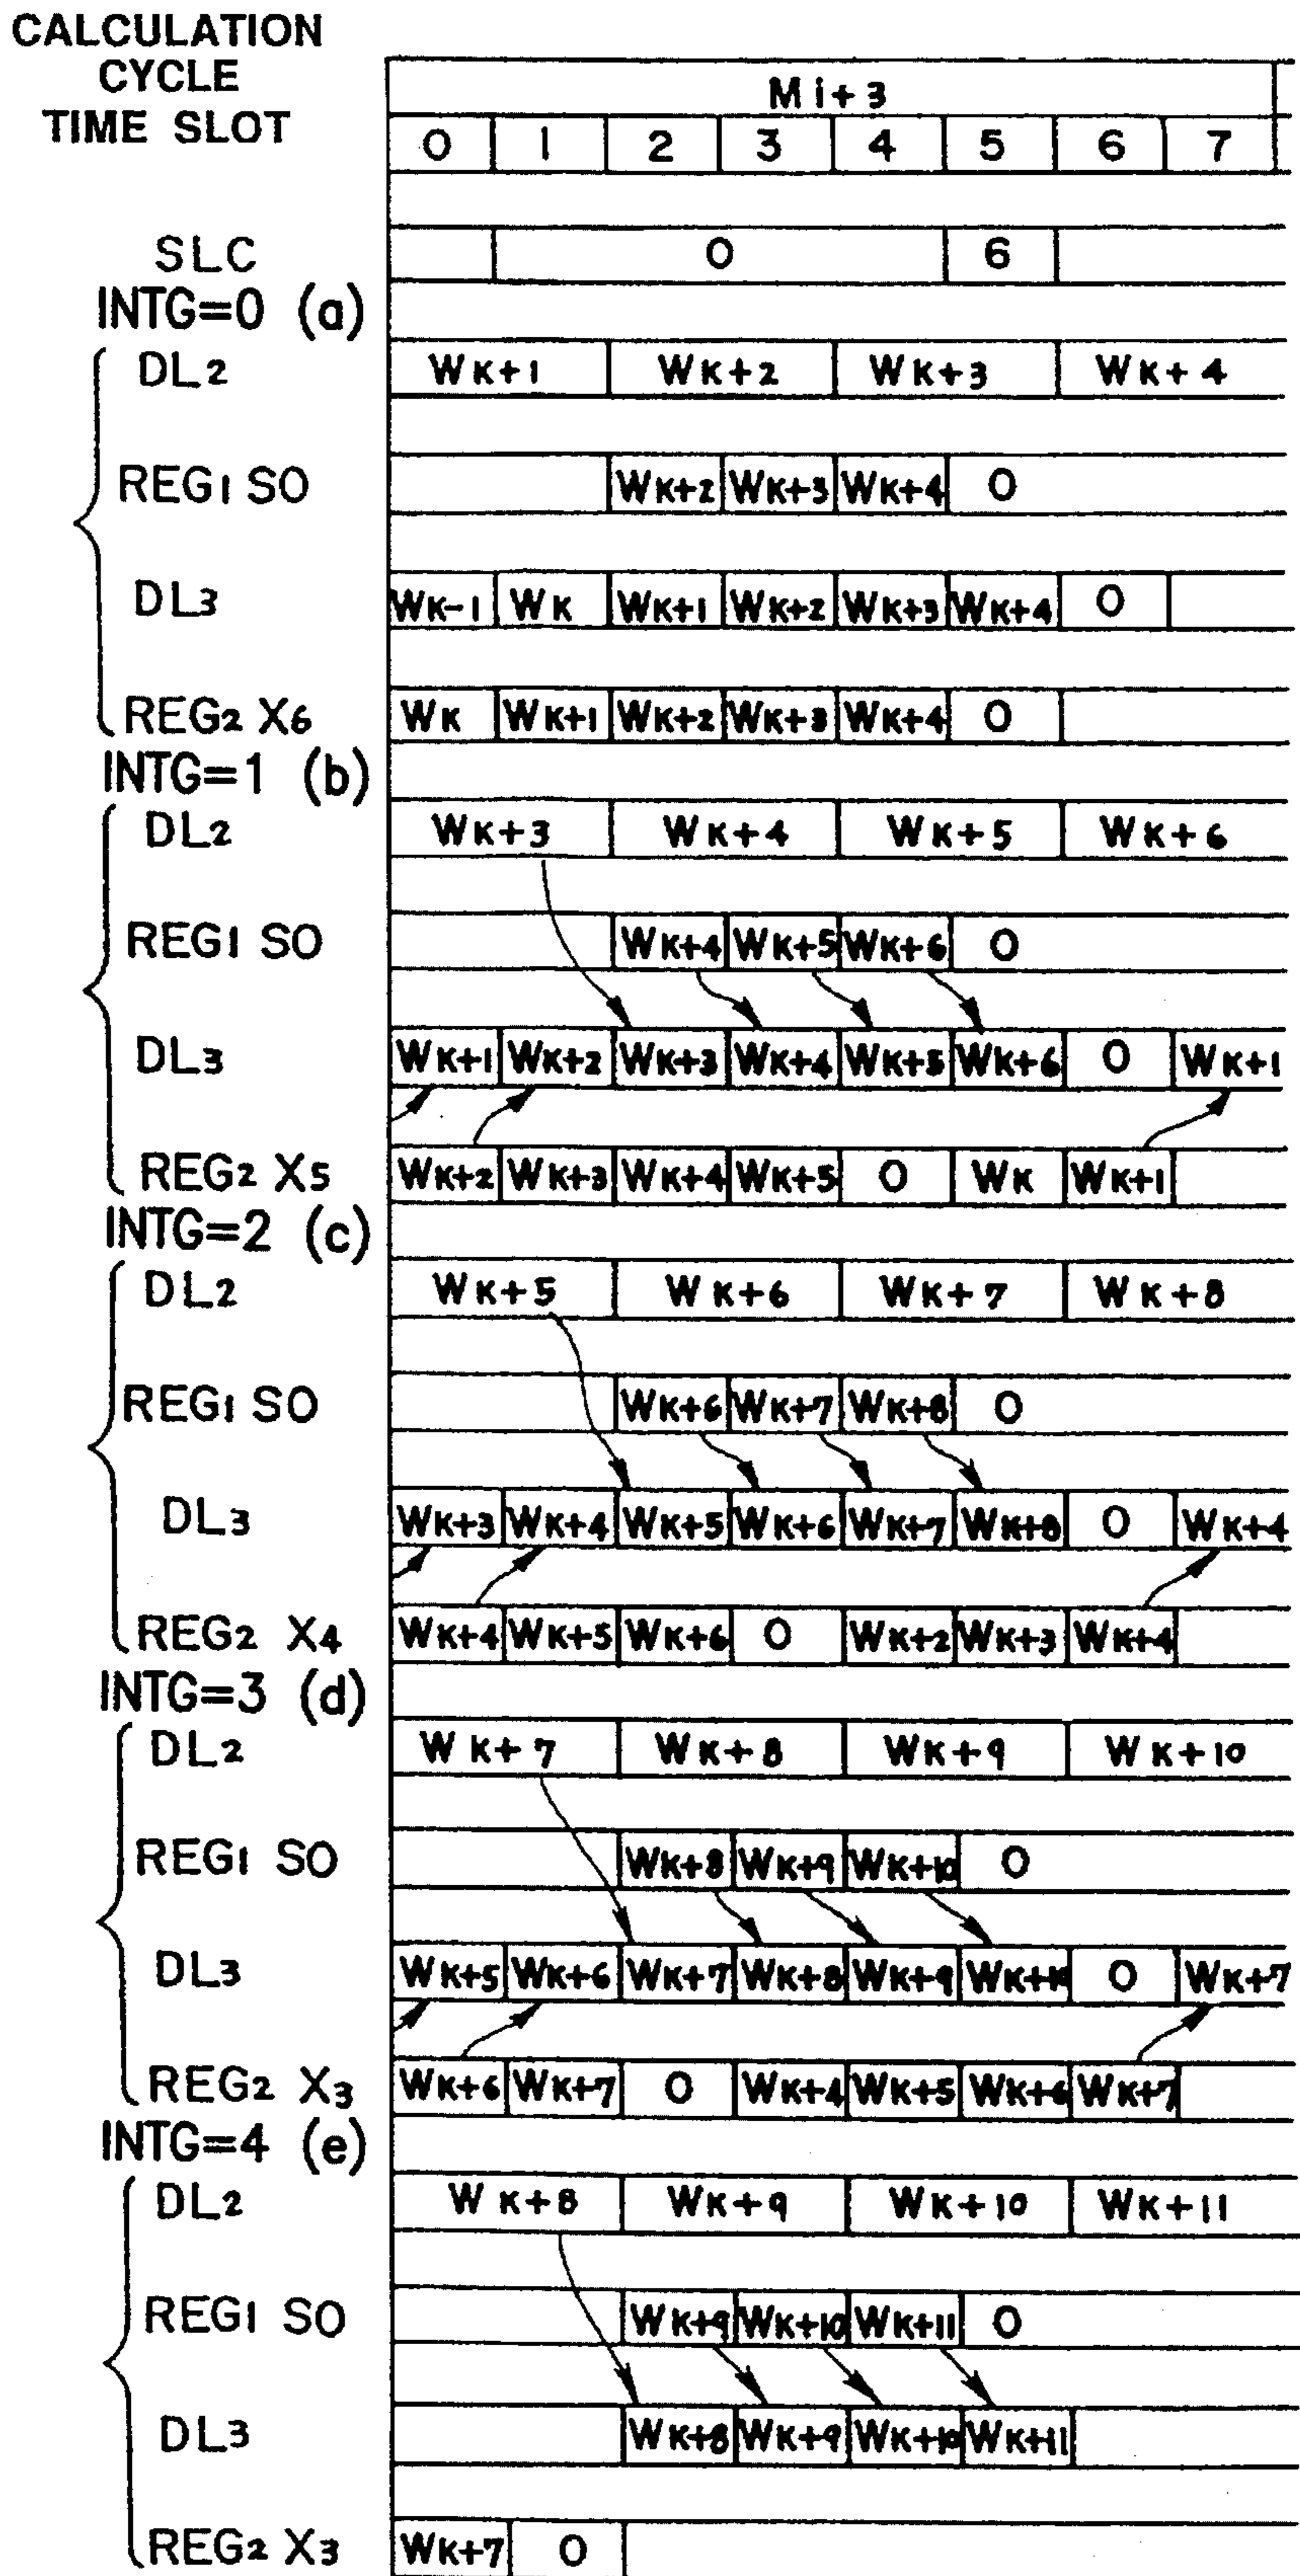 CALCULATION
CYCLE Mi+3
TIME SLOT 0 1 2 3 4 5 6 7
SLC 0 6
INTG=0 (a)
DL2 WK+1 WK+2 WK+3 WK+4
REG1 SO WK+2 WK+3 WK+4 0
DL3 WK-1 WK WK+1 WK+2 WK+3 WK+4 0
REG2 X6 WK WK+1 WK+2 WK+3 WK+4 0
INTG=1 (b)
DL2 WK+3 WK+4 WK+5 WK+6
REG1 SO WK+4 WK+5 WK+6 0
DL3 WK+1 WK+2 WK+3 WK+4 WK+5 WK+6 0 WK+1
REG2 X5 WK+2 WK+3 WK+4 WK+5 0 WK WK+1
INTG=2 (c)
DL2 WK+5 WK+6 WK+7 WK+8
REG1 SO WK+6 WK+7 WK+8 0
DL3 WK+3 WK+4 WK+5 WK+6 WK+7 WK+8 0 WK+4
REG2 X4 WK+4 WK+5 WK+6 0 WK+2 WK+3 WK+4
INTG=3 (d)
DL2 WK+7 WK+8 WK+9 WK+10
REG1 SO WK+8 WK+9 WK+10 0
DL3 WK+5 WK+6 WK+7 WK+8 WK+9 WK+10 0 WK+7
REG2 X3 WK+6 WK+7 0 WK+4 WK+5 WK+6 WK+7
INTG=4 (e)
DL2 WK+8 WK+9 WK+10 WK+11
REG1 SO WK+9 WK+10 WK+11 0
DL3 WK+8 WK+9 WK+10 WK+11
REG2 X3 WK+7 0